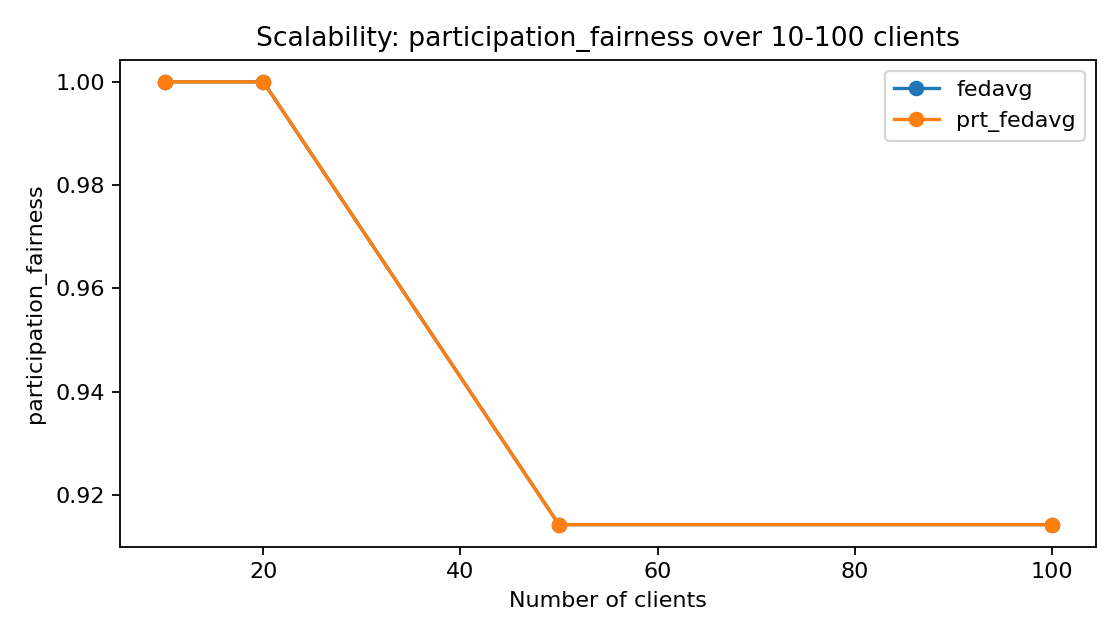 Scalability: participation_fairness over 10-100 clients
fedavg
prt_fedavg
participation_fairness
1.00
0.98
0.96
0.94
0.92
20 40 60 80 100
Number of clients